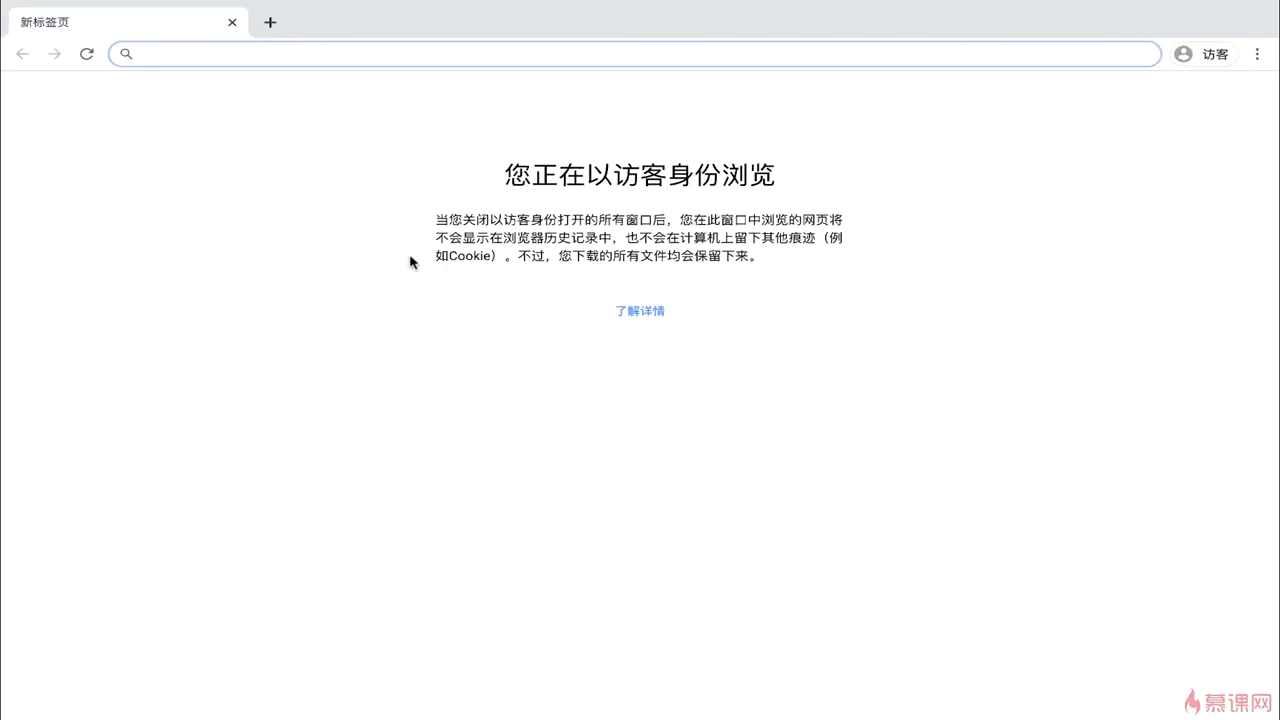 新标签页
访客
您正在以访客身份浏览
当您关闭以访客身份打开的所有窗口后，您在此窗口中浏览的网页将
不会显示在浏览器历史记录中，也不会在计算机上留下其他痕迹（例
如Cookie）。不过，您下载的所有文件均会保留下来。
了解详情
慕课网